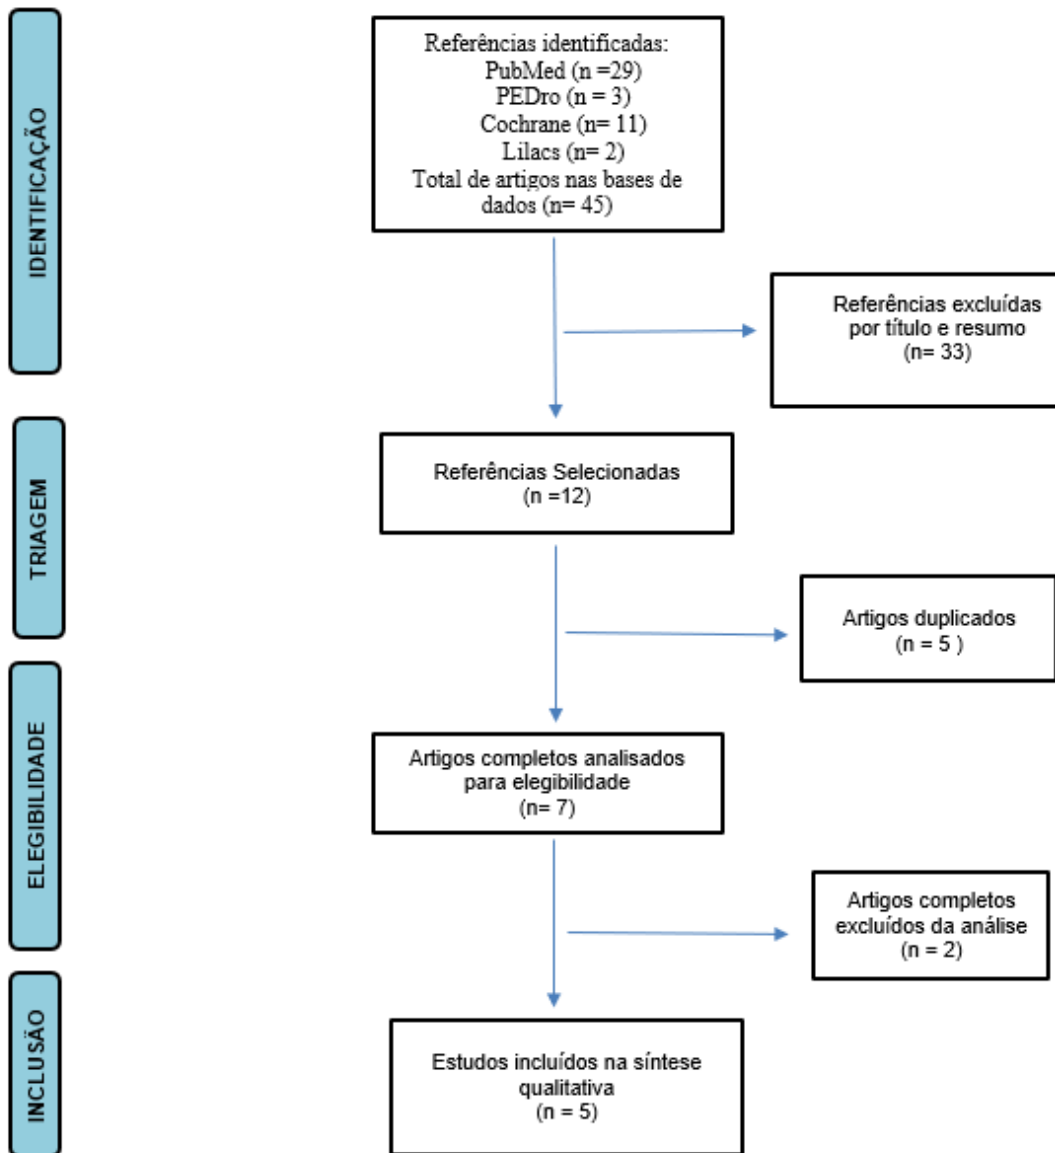 IDENTIFICAÇÃO
Referências identificadas:
PubMed (n =29)
PEDro (n = 3)
Cochrane (n= 11)
Lilacs (n= 2)
Total de artigos nas bases de
dados (n= 45)
Referências excluídas
por título e resumo
(n= 33)
TRIAGEM
Referências Selecionadas
(n =12)
Artigos duplicados
(n = 5 )
ELEGIBILIDADE
Artigos completos analisados
para elegibilidade
(n= 7)
Artigos completos
excluídos da análise
(n = 2)
INCLUSÃO
Estudos incluídos na síntese
qualitativa
(n = 5)